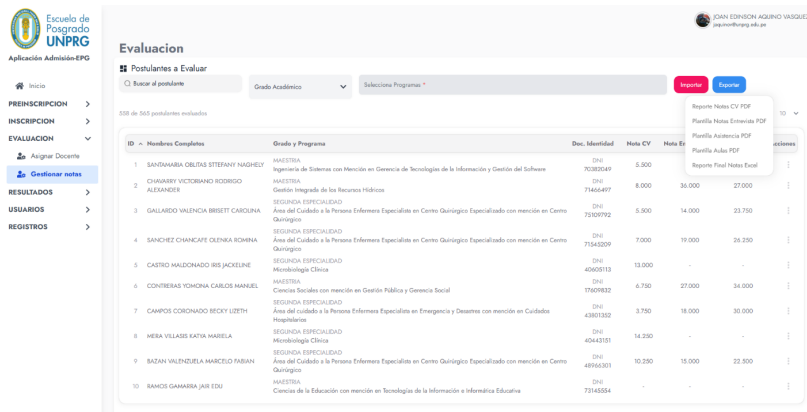 Escuela de
Posgrado
UNPRG
Aplicación Admisión-EPG
Inicio
PREINSCRIPCION
INSCRIPCION
EVALUACION
Asignar Docente
Gestionar notas
RESULTADOS
USUARIOS
REGISTROS
JOAN EDINSON AQUINO VASQUEZ
jaquinon@unprg.edu.pe
Evaluacion
Postulantes a Evaluar
Buscar al postulante
Grado Académico
Selecciona Programas *
Importar
Exportar
Reporte Notas CV PDF
Plantilla Notas Entrevista PDF
Plantilla Asistencia PDF
Plantilla Aulas PDF
Reporte Final Notas Excel
558 de 565 postulantes evaluados
10
ID Nombres Completos Grado y Programa Doc. Identidad Nota CV Nota En cciones
1 SANTAMARIA OBLITAS STTEFANY NAGHELY MAESTRIA
Ingeniería de Sistemas con Mención en Gerencia de Tecnologías de la Información y Gestión del Software DNI
70382049 5.500
2 CHAVARRY VICTORIANO RODRIGO
ALEXANDER MAESTRIA
Gestión Integrada de los Recursos Hídricos DNI
71466497 8.000 36.000 27.000
3 GALLARDO VALENCIA BRISETT CAROLINA SEGUNDA ESPECIALIDAD
Área del Cuidado a la Persona Enfermera Especialista en Centro Quirúrgico Especializado con mención en Centro
Quirúrgico DNI
73109792 5.500 14.000 23.750
4 SANCHEZ CHANCAFE OLENKA ROMINA SEGUNDA ESPECIALIDAD
Área del Cuidado a la Persona Enfermera Especialista en Centro Quirúrgico Especializado con mención en Centro
Quirúrgico DNI
71545209 7.000 19.000 26.250
5 CASTRO MALDONADO IRIS JACKELINE SEGUNDA ESPECIALIDAD
Microbiología Clínica DNI
40605113 13.000 - -
6 CONTRERAS YOMONA CARLOS MANUEL MAESTRIA
Ciencias Sociales con mención en Gestión Pública y Gerencia Social DNI
17609832 6.750 27.000 34.000
7 CAMPOS CORONADO BECKY LIZETH SEGUNDA ESPECIALIDAD
Área del cuidado a la Persona Enfermera Especialista en Emergencia y Desastres con mención en Cuidados
Hospitalarios DNI
43801352 3.750 18.000 30.000
8 MERA VILLASIS KATYA MARIELA SEGUNDA ESPECIALIDAD
Microbiología Clínica DNI
40443151 14.250 - -
9 BAZAN VALENZUELA MARCELO FABIAN SEGUNDA ESPECIALIDAD
Área del Cuidado a la Persona Enfermera Especialista en Centro Quirúrgico Especializado con mención en Centro
Quirúrgico DNI
48966301 10.250 15.000 22.500
10 RAMOS GAMARRA JAIR EDU MAESTRIA
Ciencias de la Educación con mención en Tecnologías de la Información e Informática Educativa DNI
73145554 - - -